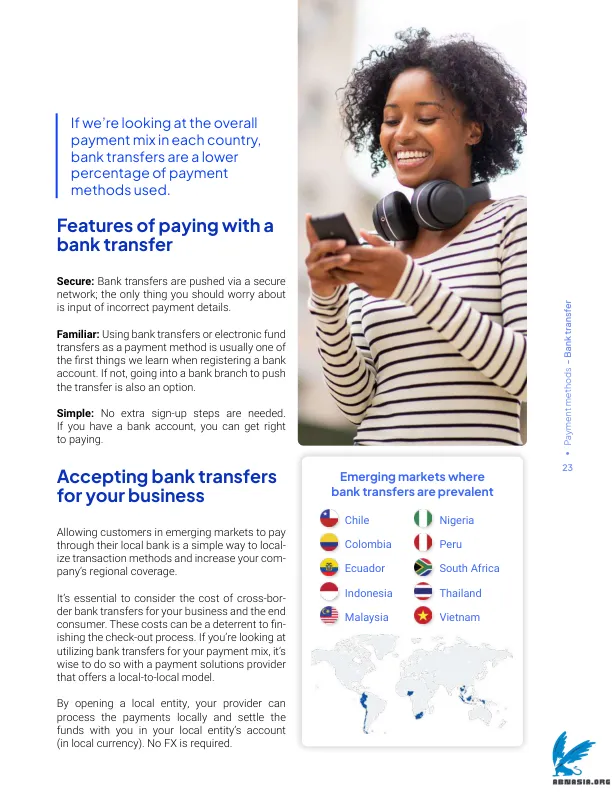 If we're looking at the overall
payment mix in each country,
bank transfers are a lower
percentage of payment
methods used.
Features of paying with a
bank transfer
Secure: Bank transfers are pushed via a secure
network; the only thing you should worry about
is input of incorrect payment details.
Familiar: Using bank transfers or electronic fund
transfers as a payment method is usually one of
the first things we learn when registering a bank
account. If not, going into a bank branch to push
the transfer is also an option.
Simple: No extra sign-up steps are needed.
If you have a bank account, you can get right
to paying.
Accepting bank transfers
for your business
Allowing customers in emerging markets to pay
through their local bank is a simple way to local-
ize transaction methods and increase your com-
pany's regional coverage.
It's essential to consider the cost of cross-bor-
der bank transfers for your business and the end
consumer. These costs can be a deterrent to fin-
ishing the check-out process. If you're looking at
utilizing bank transfers for your payment mix, it's
wise to do so with a payment solutions provider
that offers a local-to-local model.
By opening a local entity, your provider can
process the payments locally and settle the
funds with you in your local entity's account
(in local currency). No FX is required.
Emerging markets where
bank transfers are prevalent
Chile
Colombia
Ecuador
Indonesia
Malaysia
Nigeria
Peru
South Africa
Thailand
Vietnam
Payment methods - Bank transfer
23
ABNASIA.ORG